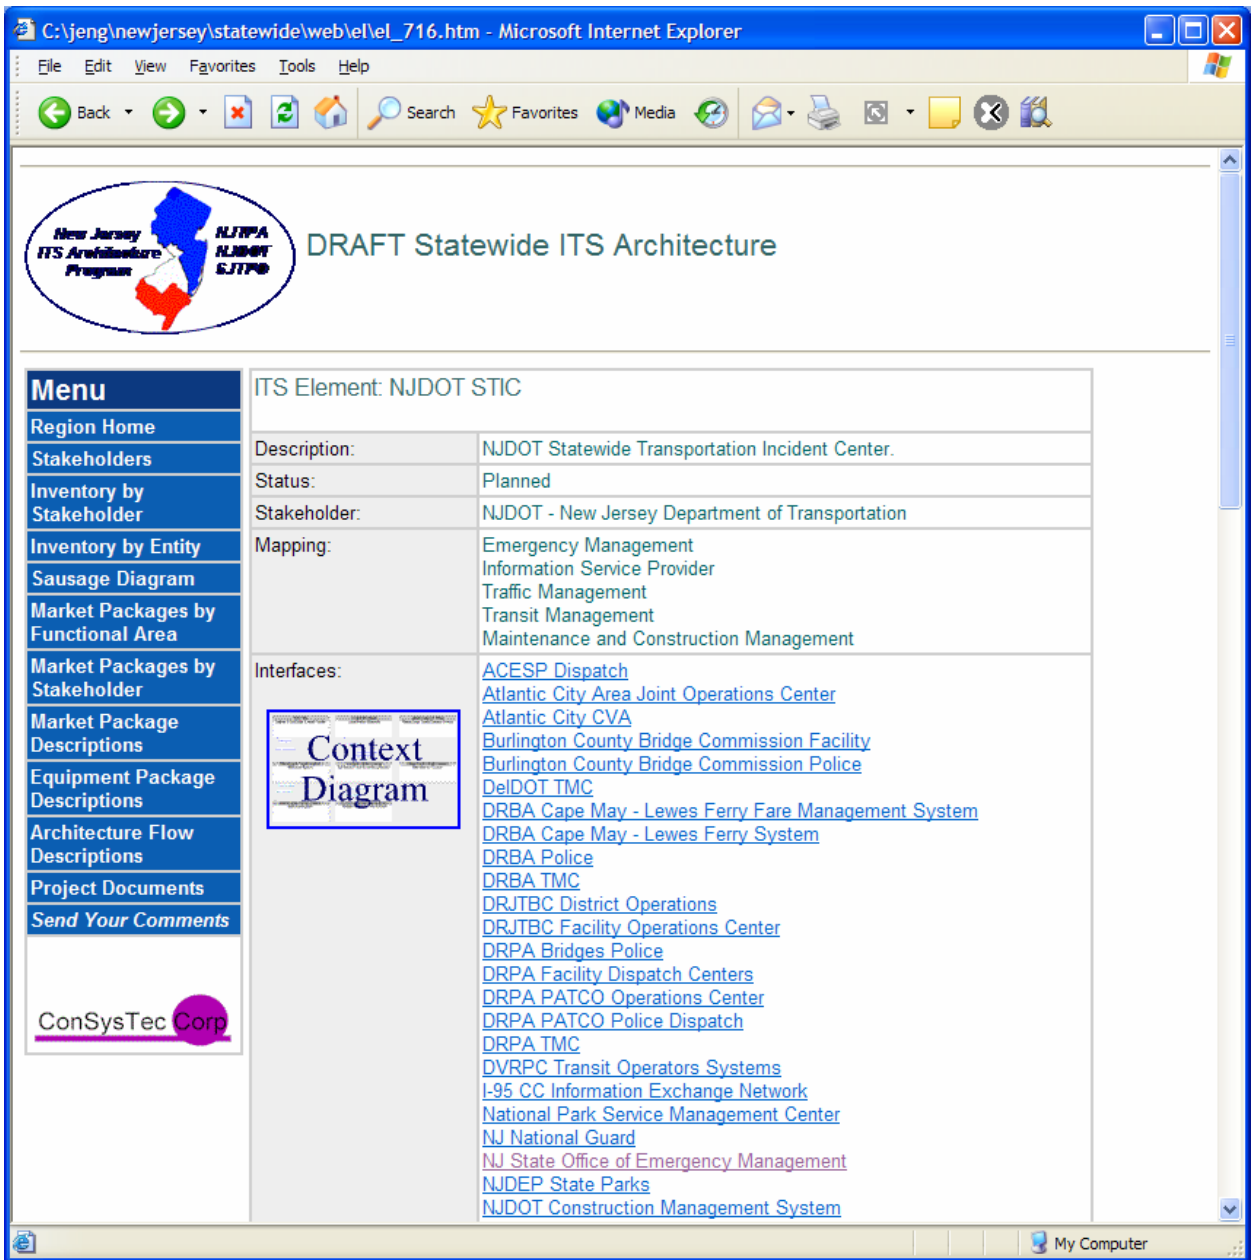 C:\jeng\newjersey\statewide\web\el\el_716.htm - Microsoft Internet Explorer
File Edit View Favorites Tools Help
Back Search Favorites Media
New Jersey
ITS Architecture
Program
NJTPA
NJDOT
SJTPO
DRAFT Statewide ITS Architecture
Menu
Region Home
Stakeholders
Inventory by
Stakeholder
Inventory by Entity
Sausage Diagram
Market Packages by
Functional Area
Market Packages by
Stakeholder
Market Package
Descriptions
Equipment Package
Descriptions
Architecture Flow
Descriptions
Project Documents
Send Your Comments
ConSysTec Corp
ITS Element: NJDOT STIC
Description: NJDOT Statewide Transportation Incident Center.
Status: Planned
Stakeholder: NJDOT - New Jersey Department of Transportation
Mapping: Emergency Management
Information Service Provider
Traffic Management
Transit Management
Maintenance and Construction Management
Interfaces:
Context
Diagram
ACESP Dispatch
Atlantic City Area Joint Operations Center
Atlantic City CVA
Burlington County Bridge Commission Facility
Burlington County Bridge Commission Police
DelDOT TMC
DRBA Cape May - Lewes Ferry Fare Management System
DRBA Cape May - Lewes Ferry System
DRBA Police
DRBA TMC
DRJTBC District Operations
DRJTBC Facility Operations Center
DRPA Bridges Police
DRPA Facility Dispatch Centers
DRPA PATCO Operations Center
DRPA PATCO Police Dispatch
DRPA TMC
DVRPC Transit Operators Systems
I-95 CC Information Exchange Network
National Park Service Management Center
NJ National Guard
NJ State Office of Emergency Management
NJDEP State Parks
NJDOT Construction Management System
My Computer